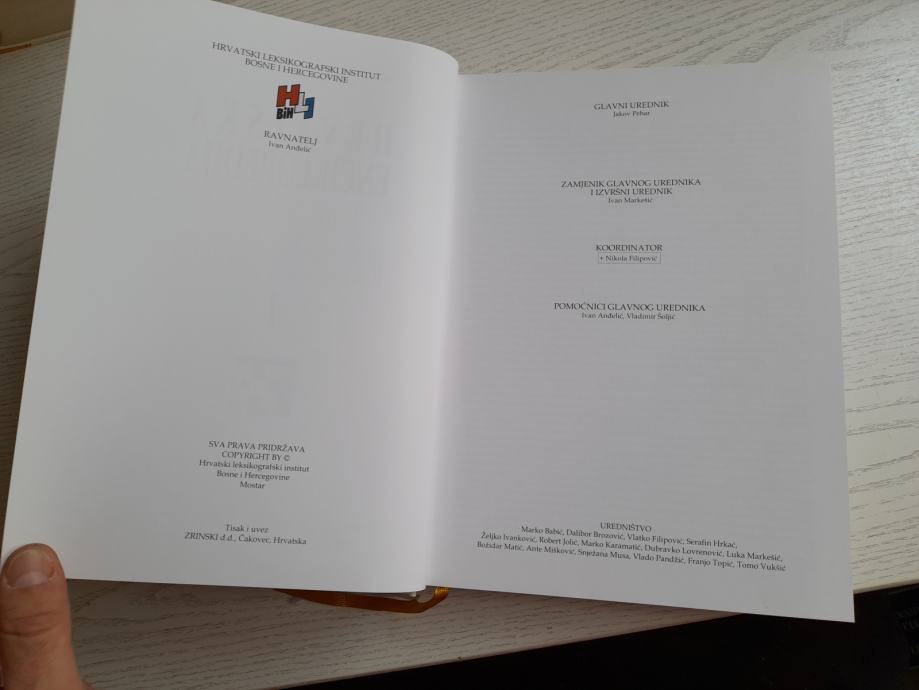 HRVATSKI LEKSIKOGRAFSKI INSTITUT
BOSNE I HERCEGOVINE
H
BiH
RAVNATELJ
Ivan Anđelić
SVA PRAVA PRIDRŽAVA
COPYRIGHT BY ©
Hrvatski leksikografski institut
Bosne i Hercegovine
Mostar
Tisak i uvez
ZRINSKI d.d., Čakovec, Hrvatska
GLAVNI UREDNIK
Jakov Pehar
ZAMJENIK GLAVNOG UREDNIKA
I IZVRŠNI UREDNIK
Ivan Markešić
KOORDINATOR
+ Nikola Filipović
POMOĆNICI GLAVNOG UREDNIKA
Ivan Anđelić, Vladimir Šoljić
UREDNIŠTVO
Marko Babić, Dalibor Brozović, Vlatko Filipović, Serafin Hrkać,
Željko Ivanković, Robert Jolić, Marko Karamatić, Dubravko Lovrenović, Luka Markešić,
Božidar Matić, Ante Mišković, Snježana Musa, Vlado Pandžić, Franjo Topić, Tomo Vukšić